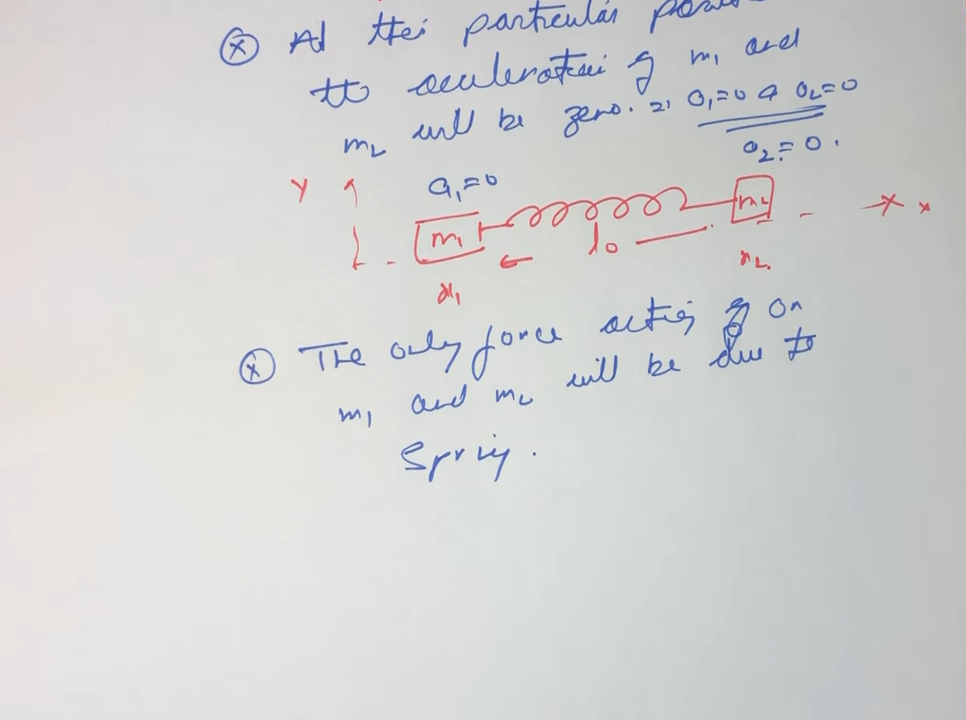 (x) At the particular
the acceleration of m₁ and
m₂ will be zero. ⇒ a₁=0 & a₂=0
a₂=0.
Y a₁=0
m₁ l₀ m₂ x
x₁ x₂.
(x) The only force acting on
m₁ and m₂ will be due to
Spring.